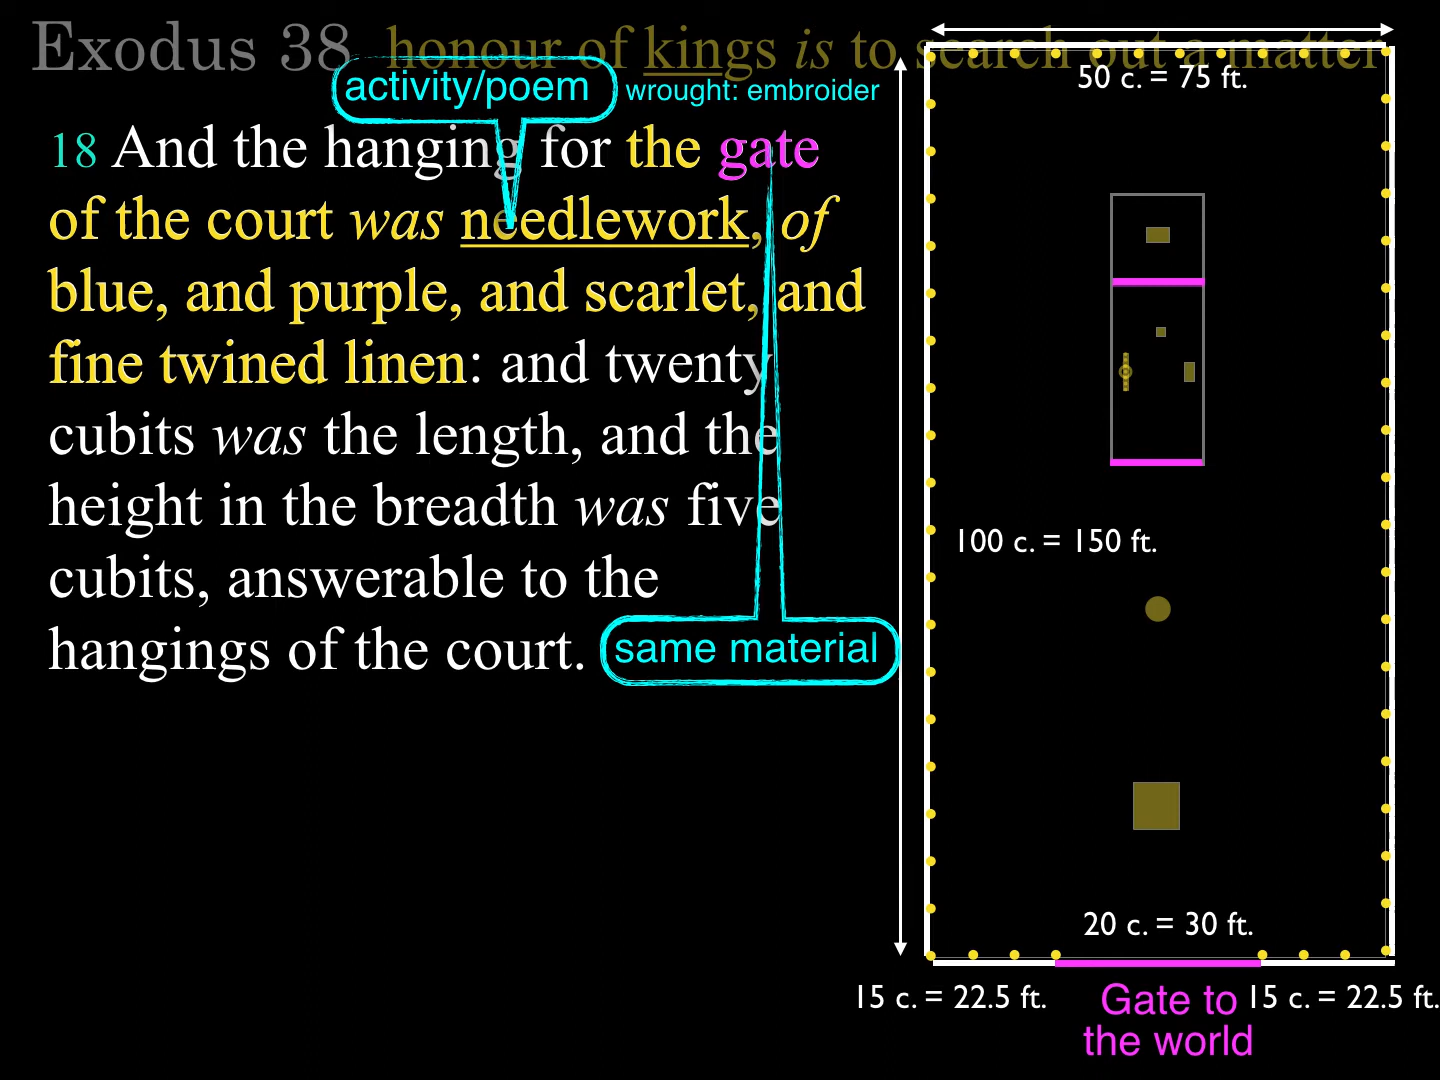 Exodus 38 honour of kings is to search out a matter
activity/poem wrought: embroider
50 c. = 75 ft.
18 And the hanging for the gate
of the court was needlework, of
blue, and purple, and scarlet, and
fine twined linen: and twenty
cubits was the length, and the
height in the breadth was five
cubits, answerable to the
hangings of the court.
same material
100 c. = 150 ft.
20 c. = 30 ft.
15 c. = 22.5 ft.
Gate to
the world
15 c. = 22.5 ft.